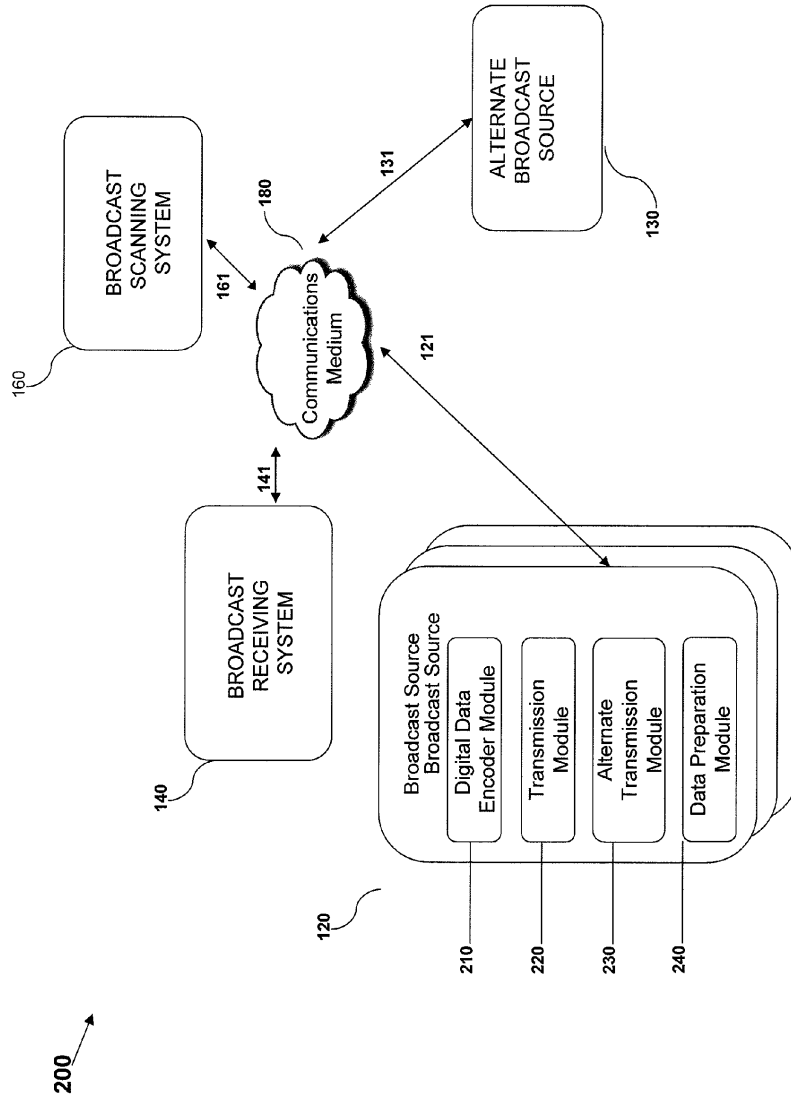 200
120
210
220
230
240
Broadcast Source
Broadcast Source
Digital Data
Encoder Module
Transmission
Module
Alternate
Transmission
Module
Data Preparation
Module
140
BROADCAST
RECEIVING
SYSTEM
141
160
BROADCAST
SCANNING
SYSTEM
161
180
Communications
Medium
121
131
ALTERNATE
BROADCAST
SOURCE
130